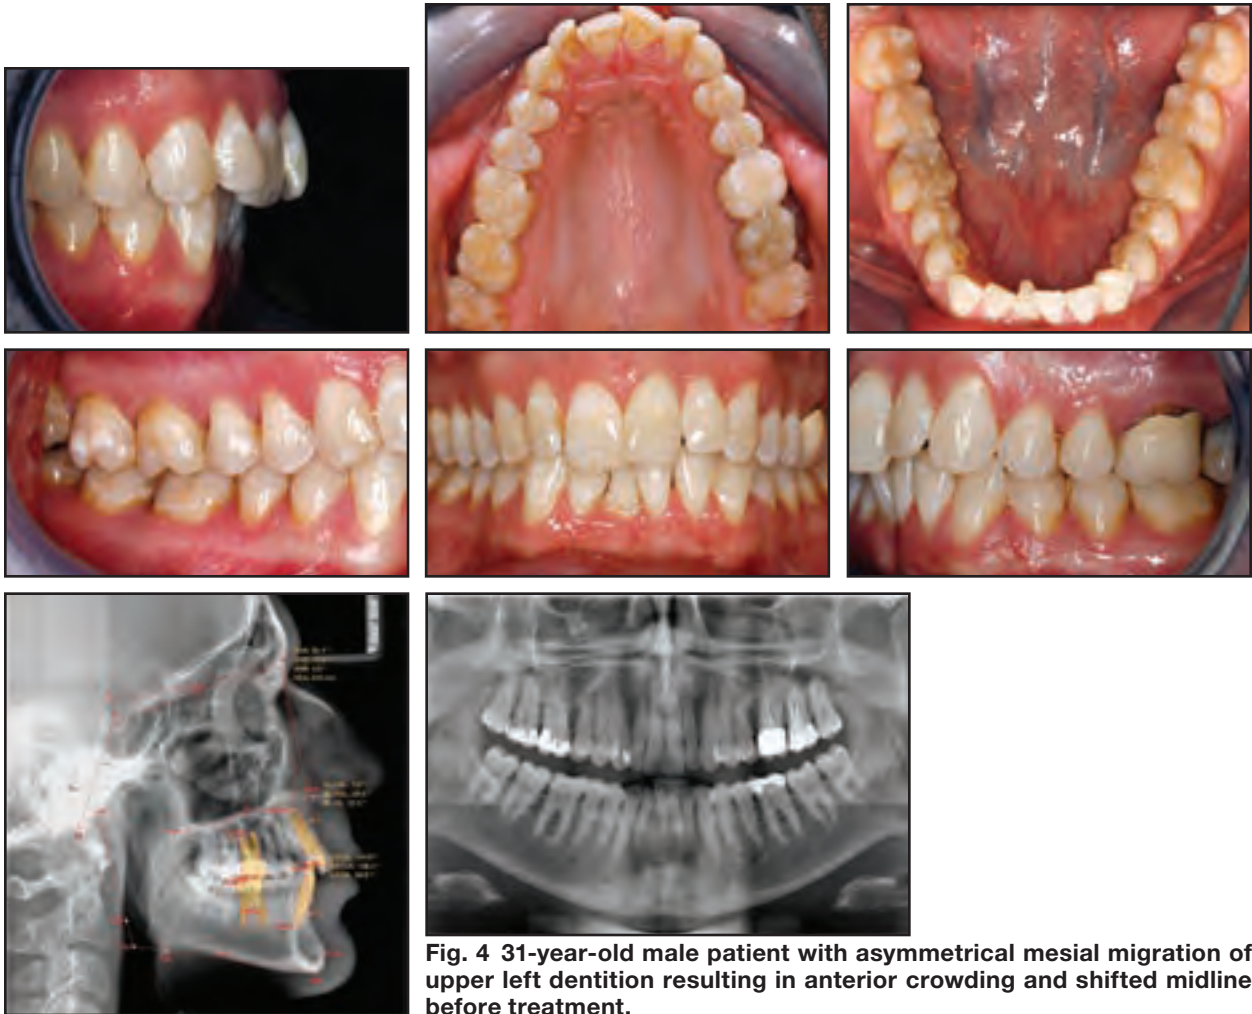 Fig. 4 31-year-old male patient with asymmetrical mesial migration of
upper left dentition resulting in anterior crowding and shifted midline
before treatment.